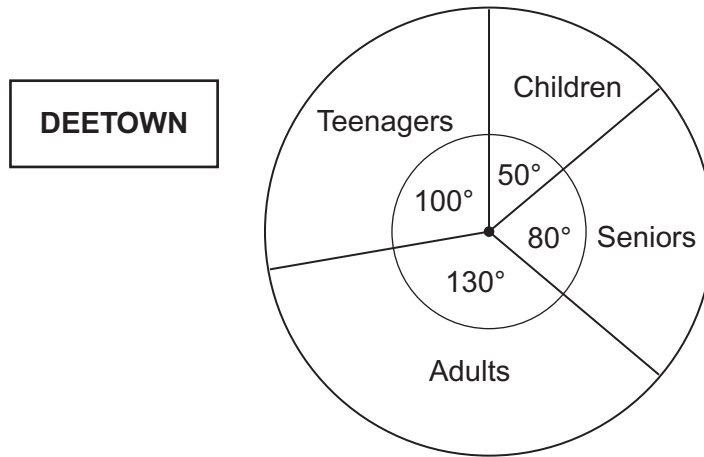 DEETOWN
Children
Teenagers
50°
100°
80°
Seniors
130°
Adults